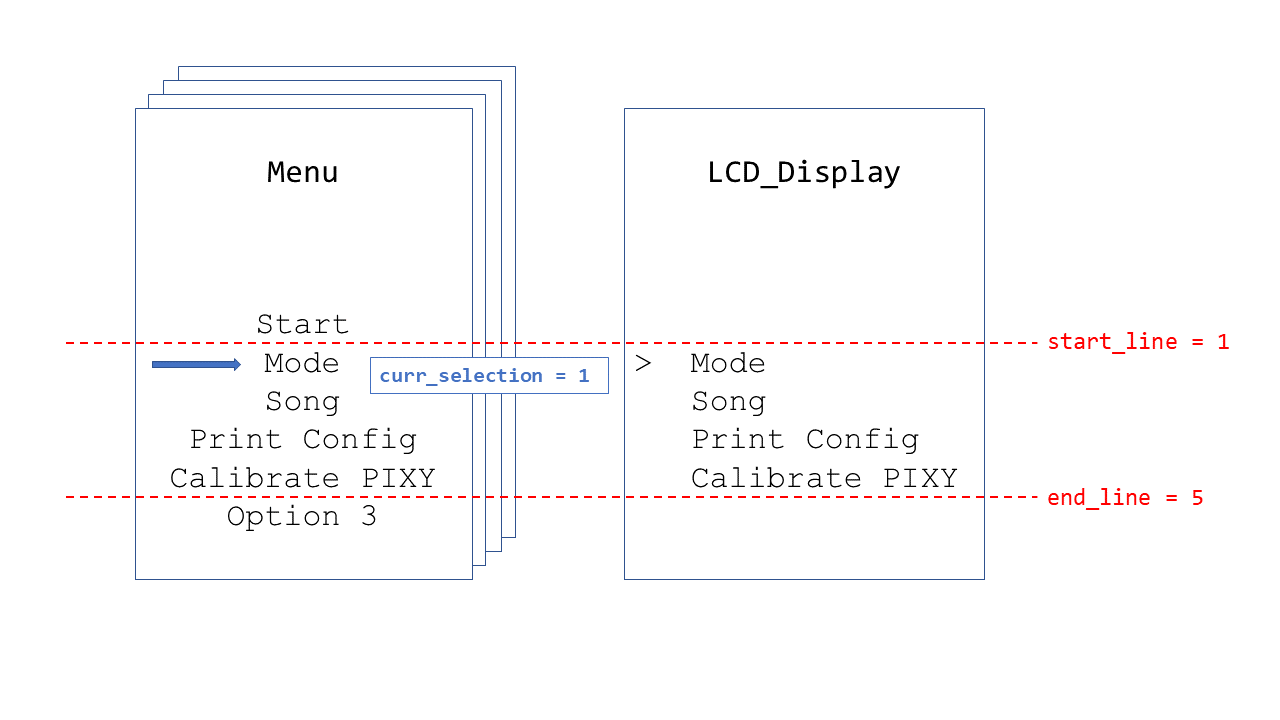 Menu
Start
Mode
Song
Print Config
Calibrate PIXY
Option 3
curr_selection = 1
LCD_Display
> Mode
Song
Print Config
Calibrate PIXY
start_line = 1
end_line = 5